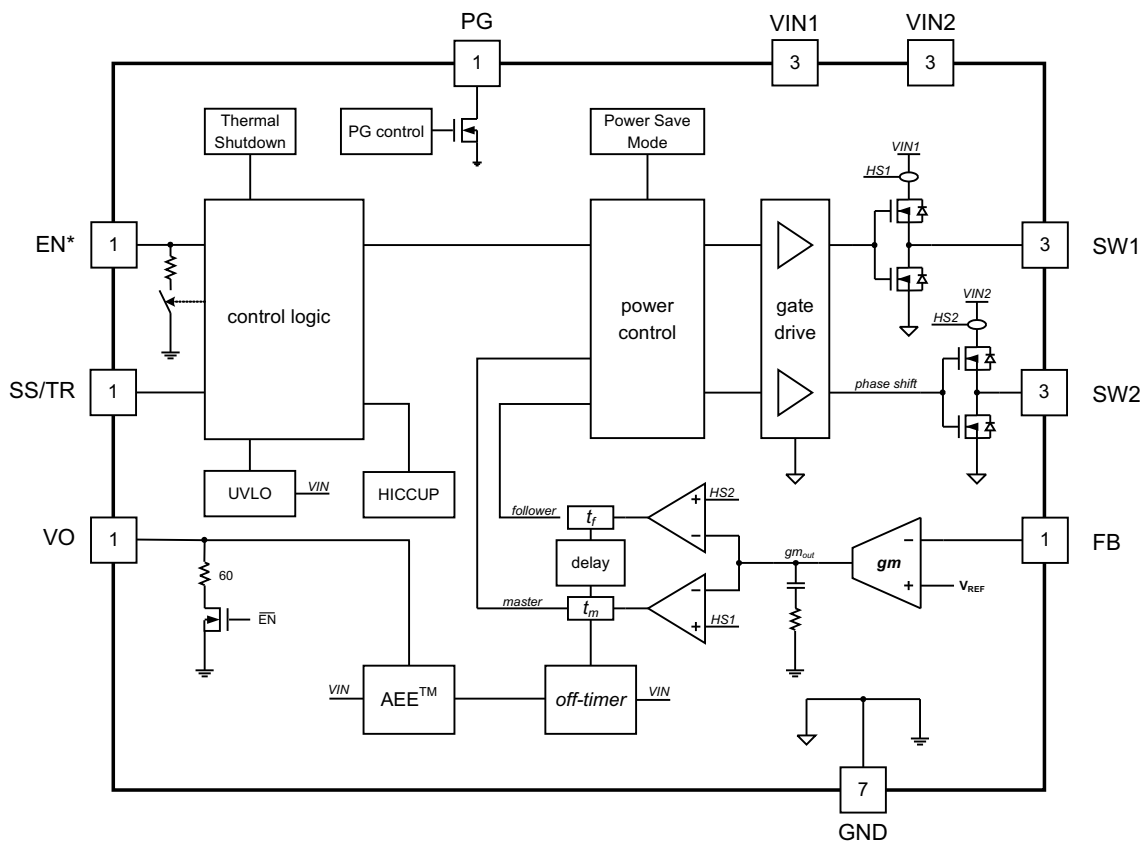 PG
VIN1
VIN2
1
3
3
Thermal
Shutdown
PG control
Power Save
Mode
VIN1
HS1
EN*
1
3
SW1
control logic
power
control
gate
drive
VIN2
HS2
SS/TR
1
phase shift
3
SW2
UVLO
VIN
HICCUP
HS2
+
follower
tf
−
VO
1
delay
gmout
gm
−
1
FB
60
+
VREF
EN
master
tm
−
+
HS1
VIN
AEE™
off-timer
VIN
7
GND